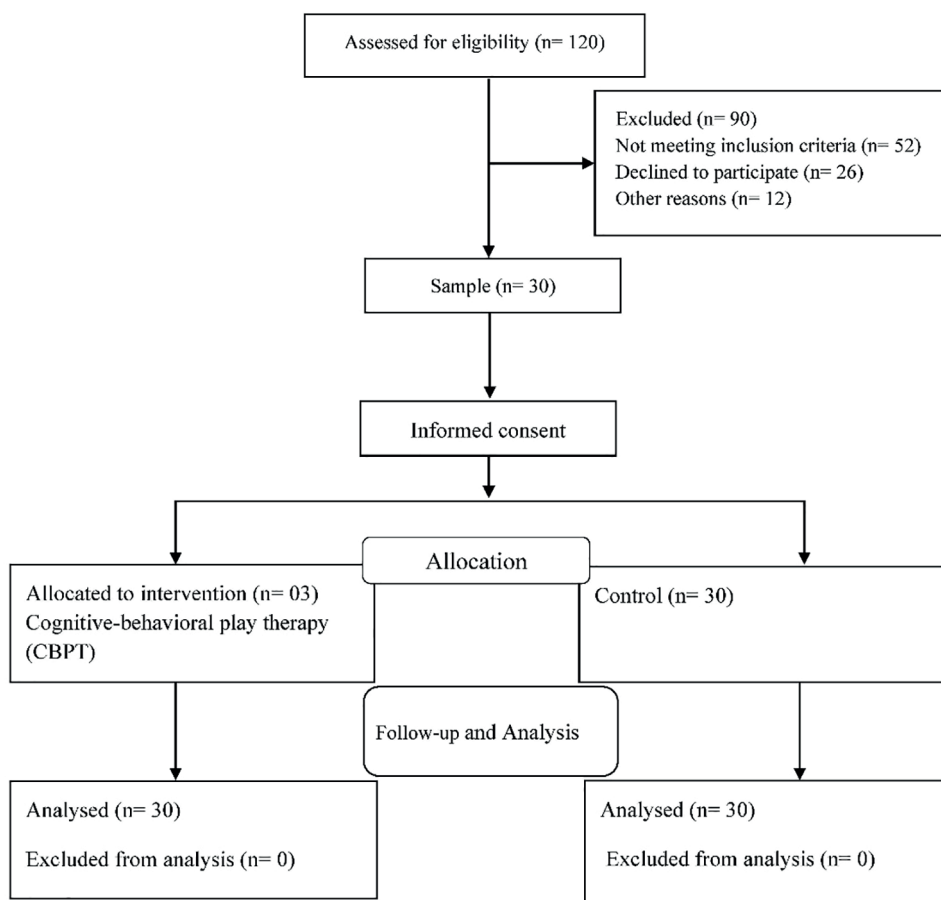 Assessed for eligibility (n= 120)
Excluded (n= 90)
Not meeting inclusion criteria (n= 52)
Declined to participate (n= 26)
Other reasons (n= 12)
Sample (n= 30)
Informed consent
Allocation
Allocated to intervention (n= 03)
Cognitive-behavioral play therapy
(CBPT)
Control (n= 30)
Follow-up and Analysis
Analysed (n= 30)
Excluded from analysis (n= 0)
Analysed (n= 30)
Excluded from analysis (n= 0)